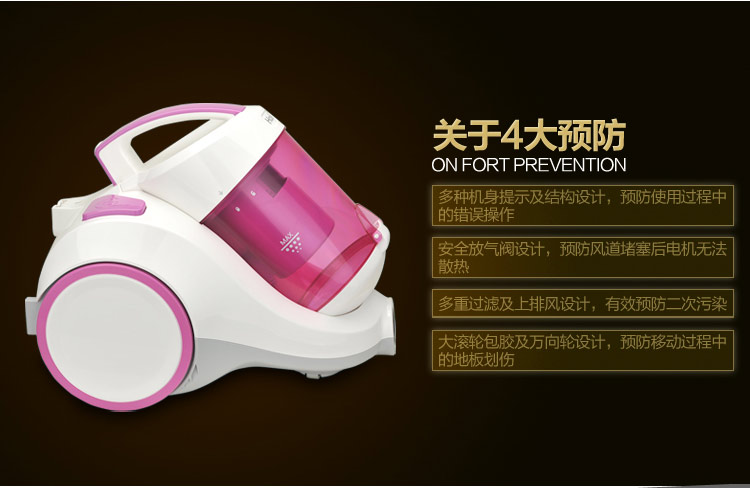 关于4大预防
ON FORT PREVENTION
多种机身提示及结构设计，预防使用过程中
的错误操作
安全放气阀设计，预防风道堵塞后电机无法
散热
多重过滤及上排风设计，有效预防二次污染
大滚轮包胶及万向轮设计，预防移动过程中
的地板划伤
MAX